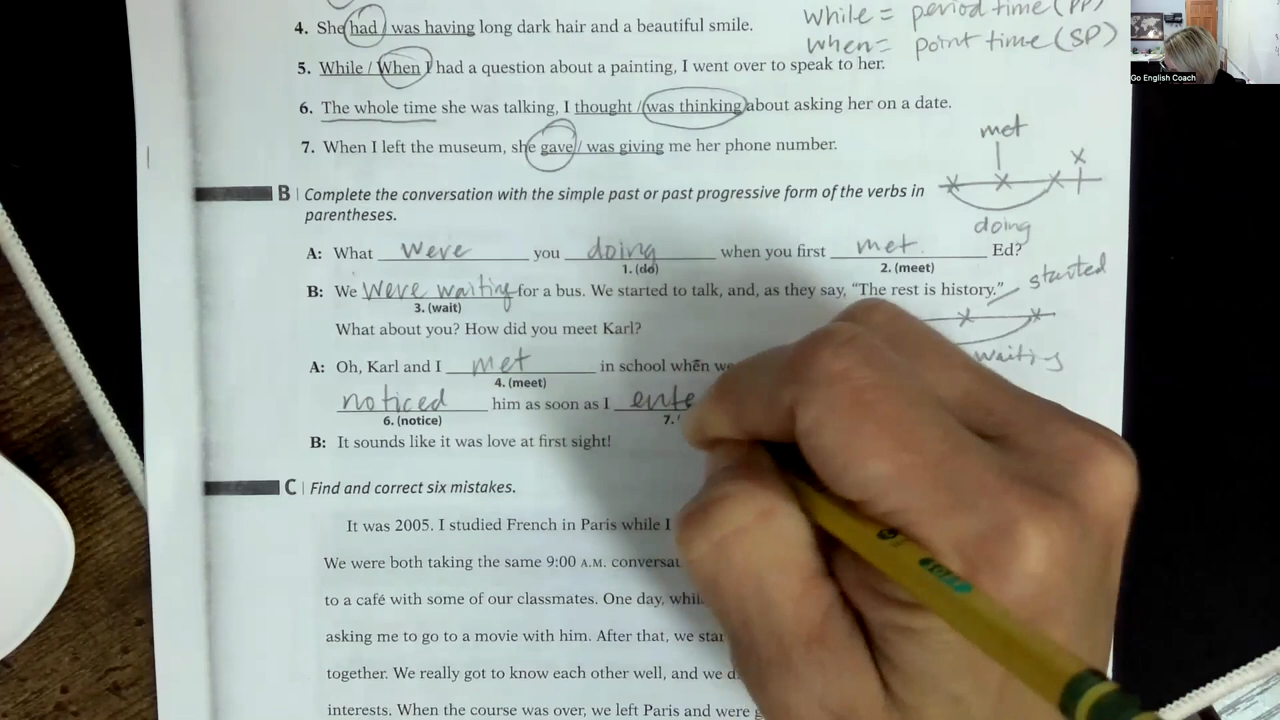 4. She had / was having long dark hair and a beautiful smile.
while = period time (PP)
when = point time (SP)
5. While / When I had a question about a painting, I went over to speak to her.
Go English Coach
6. The whole time she was talking, I thought / was thinking about asking her on a date.
7. When I left the museum, she gave / was giving me her phone number.
met
x
doing
B | Complete the conversation with the simple past or past progressive form of the verbs in
parentheses.
A: What were you doing when you first met. Ed?
1. (do) 2. (meet)
B: We were waiting for a bus. We started to talk, and, as they say, “The rest is history.”
started
3. (wait)
What about you? How did you meet Karl?
waiting
A: Oh, Karl and I met in school when we
4. (meet)
noticed him as soon as I ente
6. (notice) 7.
B: It sounds like it was love at first sight!
C | Find and correct six mistakes.
It was 2005. I studied French in Paris while I
We were both taking the same 9:00 A.M. conversat
to a café with some of our classmates. One day, whil
asking me to go to a movie with him. After that, we star
together. We really got to know each other well, and we d
interests. When the course was over, we left Paris and were g